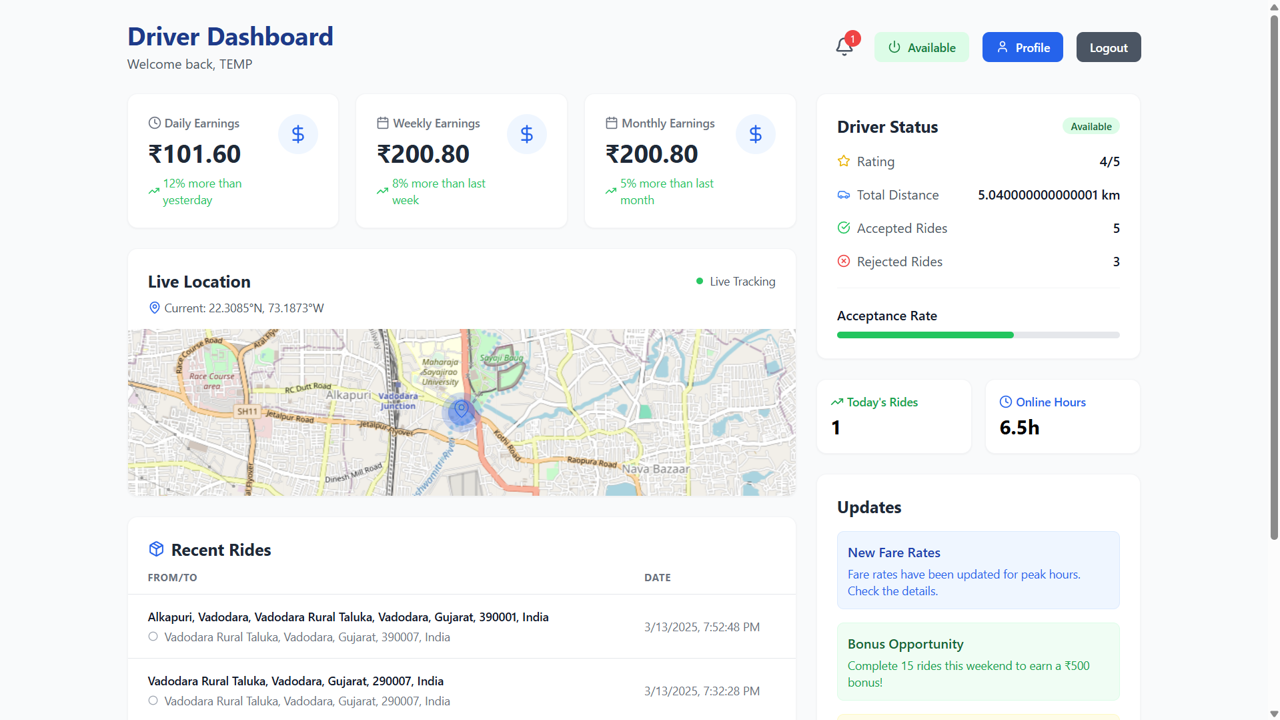 Driver Dashboard
Welcome back, TEMP
1
Available
Profile
Logout
Daily Earnings
₹101.60
12% more than
yesterday
Weekly Earnings
₹200.80
8% more than last
week
Monthly Earnings
₹200.80
5% more than last
month
Live Location
Live Tracking
Current: 22.3085°N, 73.1873°W
Race Course Road
Race Course
area
RC Dutt Road
Alkapuri
SH11
Jetalpur Road
Jetalpur Flyover
Vadodara
Junction
Maharaja
Sayajirao
University
Sayaji Baug
Kothi Road
Raopura Road
Nava Bazaar
Dinesh Mill Road
Recent Rides
FROM/TO
DATE
Alkapuri, Vadodara, Vadodara Rural Taluka, Vadodara, Gujarat, 390001, India
Vadodara Rural Taluka, Vadodara, Gujarat, 390007, India
3/13/2025, 7:52:48 PM
Vadodara Rural Taluka, Vadodara, Gujarat, 290007, India
Vadodara Rural Taluka, Vadodara, Gujarat, 290007, India
3/13/2025, 7:32:28 PM
Driver Status
Available
Rating
4/5
Total Distance
5.040000000000001 km
Accepted Rides
5
Rejected Rides
3
Acceptance Rate
Today's Rides
1
Online Hours
6.5h
Updates
New Fare Rates
Fare rates have been updated for peak hours.
Check the details.
Bonus Opportunity
Complete 15 rides this weekend to earn a ₹500
bonus!